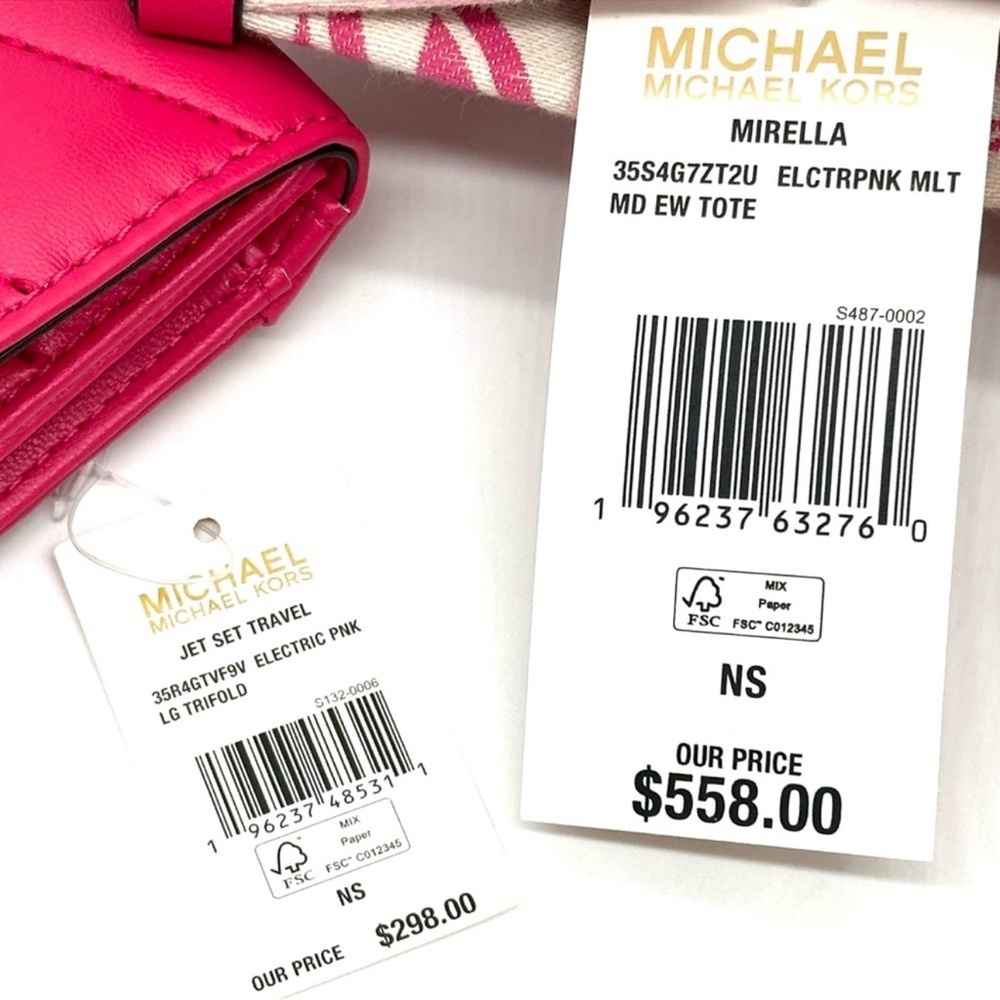 MICHAEL
MICHAEL KORS
MIRELLA
35S4G7ZT2U ELCTRPNK MLT
MD EW TOTE
S487-0002
1 96237 63276 0
FSC
MIX
Paper
FSC™ C012345
NS
OUR PRICE
$558.00
MICHAEL
MICHAEL KORS
JET SET TRAVEL
35R4GTVF9V ELECTRIC PNK
LG TRIFOLD
S132-0006
1 96237 48531 1
FSC
MIX
Paper
FSC™ C012345
NS
OUR PRICE $298.00